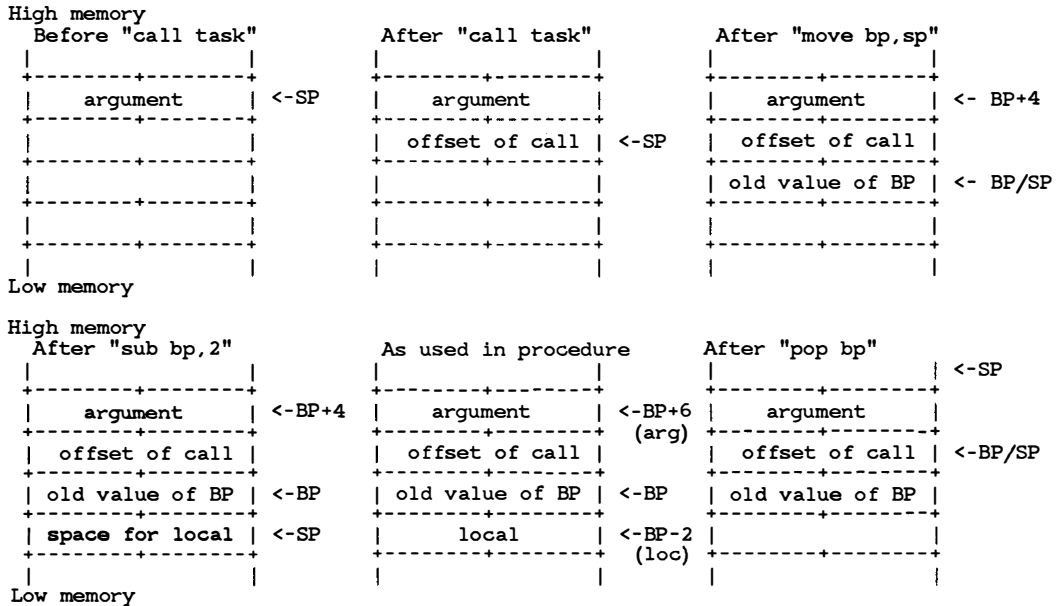 High memory
Before "call task" After "call task" After "move bp,sp"
| | | | | |
+--------+--------+ +--------+--------+ +--------+--------+
| argument | <-SP | argument | | argument | <- BP+4
+--------+--------+ +--------+--------+ +--------+--------+
| | | offset of call | <-SP | offset of call |
+--------+--------+ +--------+--------+ +--------+--------+
| | | | | old value of BP | <- BP/SP
+--------+--------+ +--------+--------+ +--------+--------+
| | | | | |
+--------+--------+ +--------+--------+ +--------+--------+
| | | | | |
Low memory
High memory
After "sub bp,2" As used in procedure After "pop bp"
| | | | | <-SP
+--------+--------+ +--------+--------+ +--------+--------+
| argument | <-BP+4 | argument | <-BP+6 | argument |
+--------+--------+ +--------+--------+ (arg) +--------+--------+
| offset of call | | offset of call | | offset of call | <-BP/SP
+--------+--------+ +--------+--------+ +--------+--------+
| old value of BP | <-BP | old value of BP | <-BP | old value of BP |
+--------+--------+ +--------+--------+ +--------+--------+
| space for local | <-SP | local | <-BP-2 | |
+--------+--------+ +--------+--------+ (loc) +--------+--------+
| | | | | |
Low memory